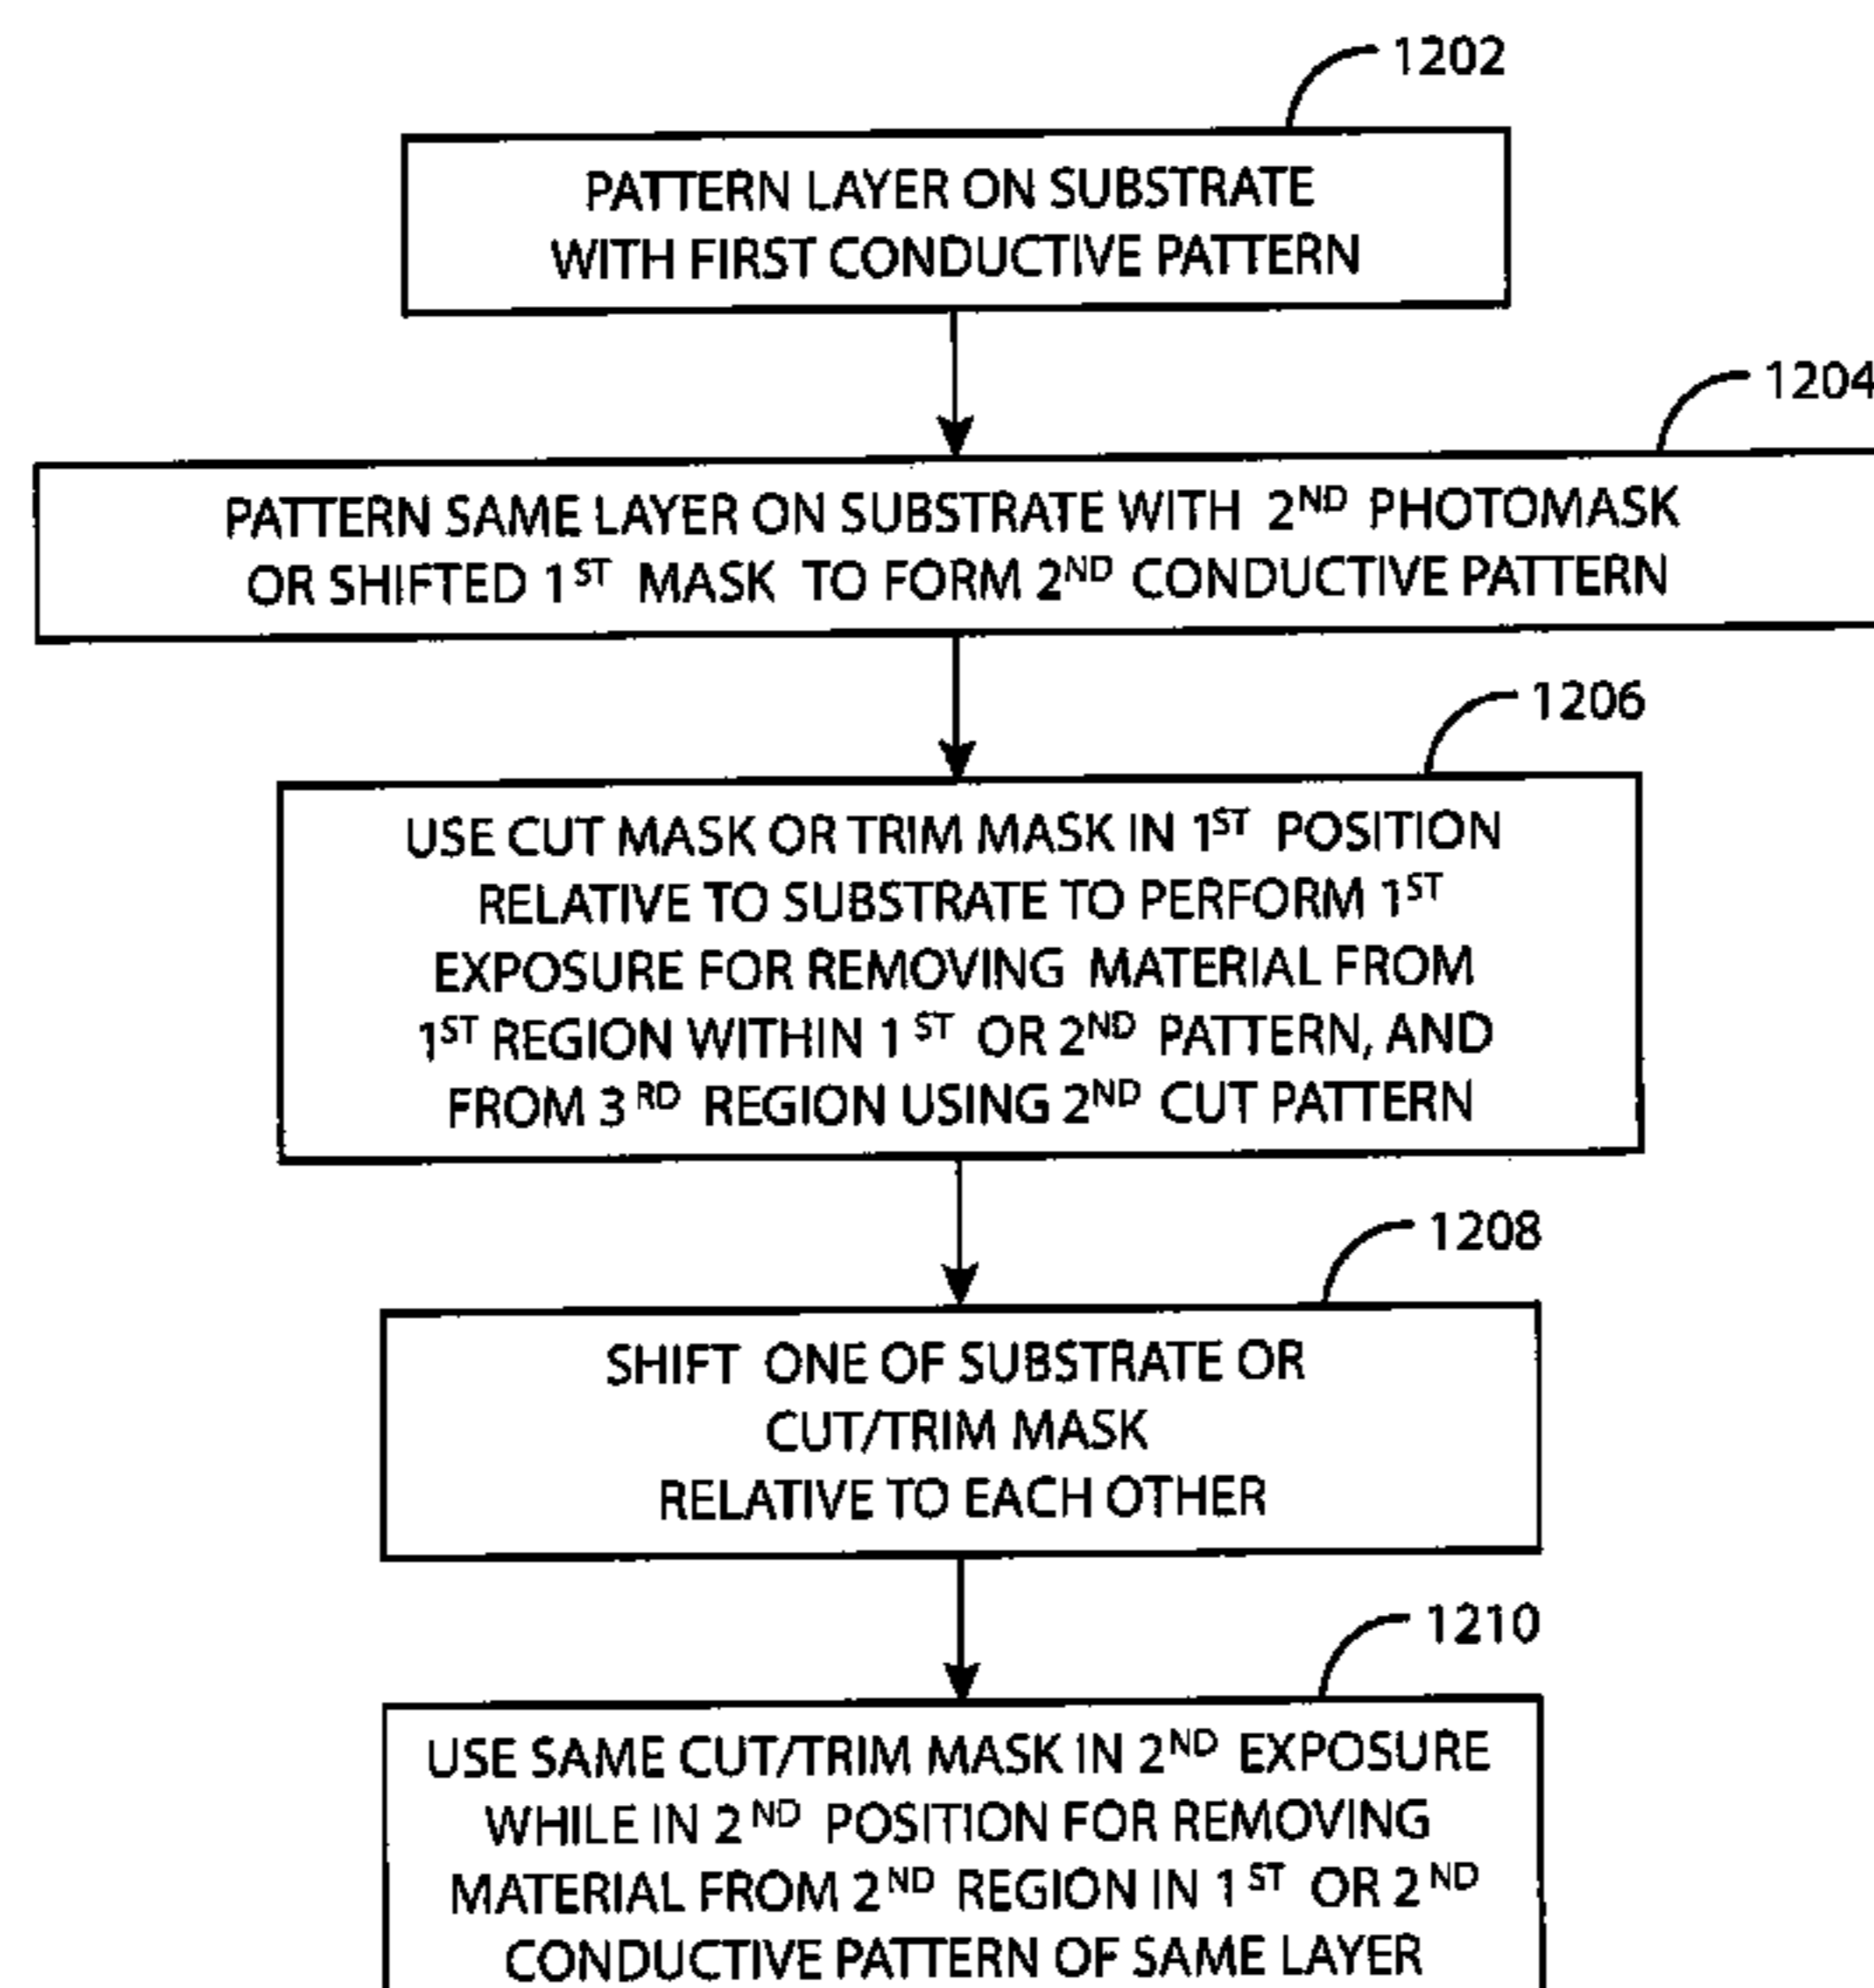 1202
PATTERN LAYER ON SUBSTRATE
WITH FIRST CONDUCTIVE PATTERN
1204
PATTERN SAME LAYER ON SUBSTRATE WITH 2ND PHOTOMASK
OR SHIFTED 1ST MASK TO FORM 2ND CONDUCTIVE PATTERN
1206
USE CUT MASK OR TRIM MASK IN 1ST POSITION
RELATIVE TO SUBSTRATE TO PERFORM 1ST
EXPOSURE FOR REMOVING MATERIAL FROM
1ST REGION WITHIN 1ST OR 2ND PATTERN, AND
FROM 3RD REGION USING 2ND CUT PATTERN
1208
SHIFT ONE OF SUBSTRATE OR
CUT/TRIM MASK
RELATIVE TO EACH OTHER
1210
USE SAME CUT/TRIM MASK IN 2ND EXPOSURE
WHILE IN 2ND POSITION FOR REMOVING
MATERIAL FROM 2ND REGION IN 1ST OR 2ND
CONDUCTIVE PATTERN OF SAME LAYER